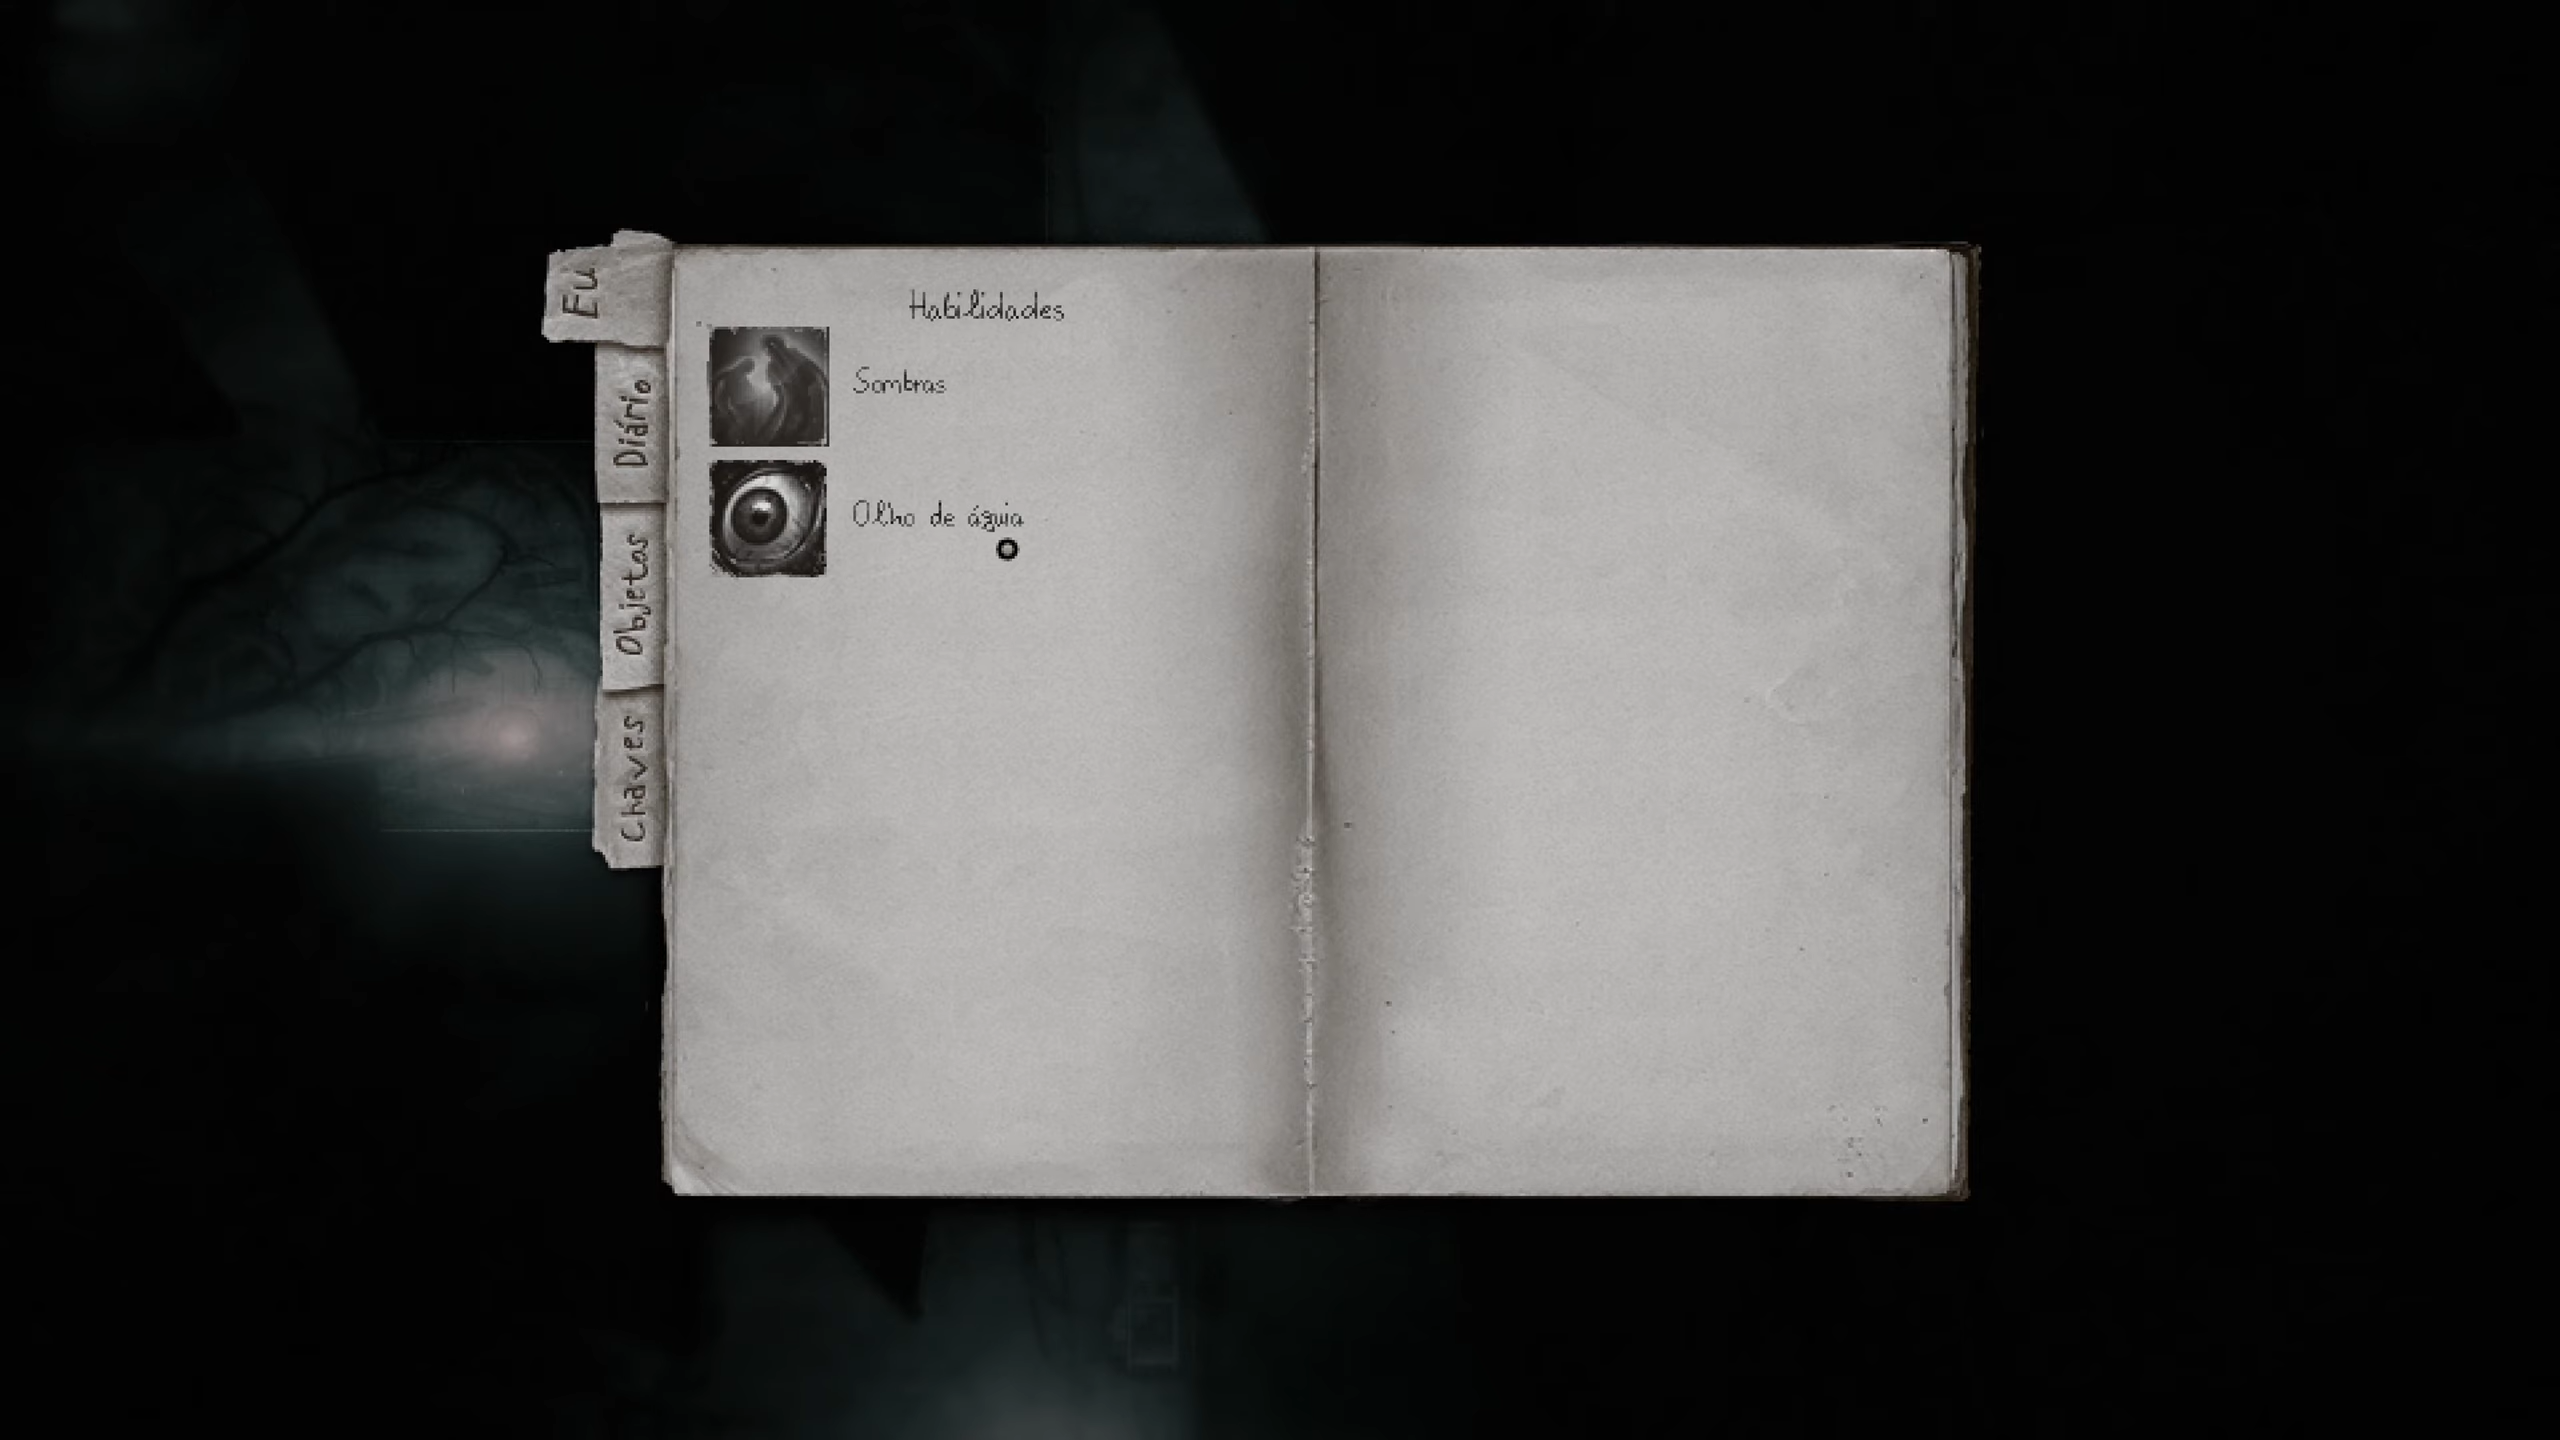 Eu
Diário
Objetos
Chaves
Habilidades
Sombras
Olho de águia